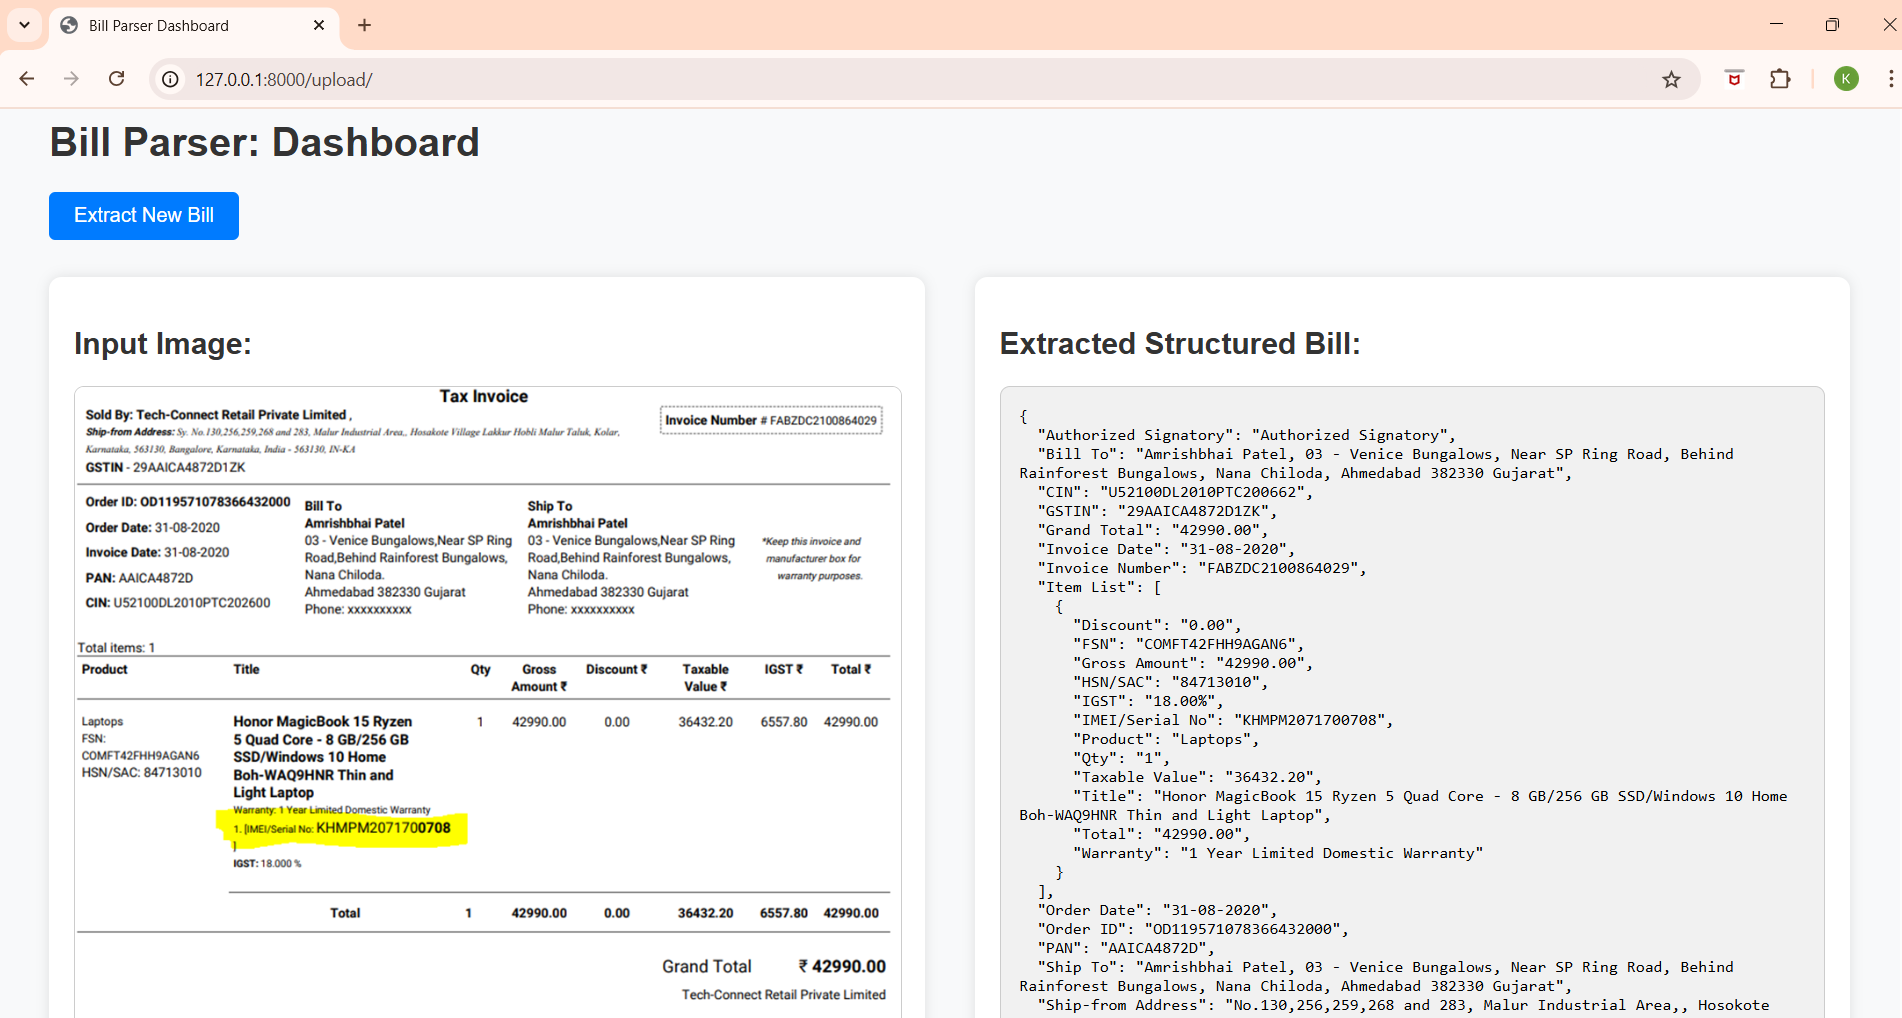 Bill Parser Dashboard
127.0.0.1:8000/upload/
K
Bill Parser: Dashboard
Extract New Bill
Input Image:
Tax Invoice
Sold By: Tech-Connect Retail Private Limited ,
Invoice Number # FABZDC2100864029
Ship-from Address: Sy. No.130,256,259,268 and 283, Malur Industrial Area,, Hosakote Village Lakkur Hobli Malur Taluk, Kolar,
Karnataka, 563130, Bangalore, Karnataka, India - 563130, IN-KA
GSTIN - 29AAICA4872D1ZK
Order ID: OD119571078366432000
Order Date: 31-08-2020
Invoice Date: 31-08-2020
PAN: AAICA4872D
CIN: U52100DL2010PTC202600
Bill To
Amrishbhai Patel
03 - Venice Bungalows,Near SP Ring
Road,Behind Rainforest Bungalows,
Nana Chiloda.
Ahmedabad 382330 Gujarat
Phone: xxxxxxxxxx
Ship To
Amrishbhai Patel
03 - Venice Bungalows,Near SP Ring
Road,Behind Rainforest Bungalows,
Nana Chiloda.
Ahmedabad 382330 Gujarat
Phone: xxxxxxxxxx
*Keep this invoice and
manufacturer box for
warranty purposes.
Total items: 1
Product Title Qty Gross Amount ₹ Discount ₹ Taxable Value ₹ IGST ₹ Total ₹
Laptops
FSN:
COMFT42FHH9AGAN6
HSN/SAC: 84713010
Honor MagicBook 15 Ryzen
5 Quad Core - 8 GB/256 GB
SSD/Windows 10 Home
Boh-WAQ9HNR Thin and
Light Laptop
Warranty: 1 Year Limited Domestic Warranty
1. [IMEI/Serial No: KHMPM2071700708
]
IGST: 18.000 %
1 42990.00 0.00 36432.20 6557.80 42990.00
Total 1 42990.00 0.00 36432.20 6557.80 42990.00
Grand Total ₹ 42990.00
Tech-Connect Retail Private Limited
Extracted Structured Bill:
{
"Authorized Signatory": "Authorized Signatory",
"Bill To": "Amrishbhai Patel, 03 - Venice Bungalows, Near SP Ring Road, Behind
Rainforest Bungalows, Nana Chiloda, Ahmedabad 382330 Gujarat",
"CIN": "U52100DL2010PTC200662",
"GSTIN": "29AAICA4872D1ZK",
"Grand Total": "42990.00",
"Invoice Date": "31-08-2020",
"Invoice Number": "FABZDC2100864029",
"Item List": [
{
"Discount": "0.00",
"FSN": "COMFT42FHH9AGAN6",
"Gross Amount": "42990.00",
"HSN/SAC": "84713010",
"IGST": "18.00%",
"IMEI/Serial No": "KHMPM2071700708",
"Product": "Laptops",
"Qty": "1",
"Taxable Value": "36432.20",
"Title": "Honor MagicBook 15 Ryzen 5 Quad Core - 8 GB/256 GB SSD/Windows 10 Home
Boh-WAQ9HNR Thin and Light Laptop",
"Total": "42990.00",
"Warranty": "1 Year Limited Domestic Warranty"
}
],
"Order Date": "31-08-2020",
"Order ID": "OD119571078366432000",
"PAN": "AAICA4872D",
"Ship To": "Amrishbhai Patel, 03 - Venice Bungalows, Near SP Ring Road, Behind
Rainforest Bungalows, Nana Chiloda, Ahmedabad 382330 Gujarat",
"Ship-from Address": "No.130,256,259,268 and 283, Malur Industrial Area,, Hosokote